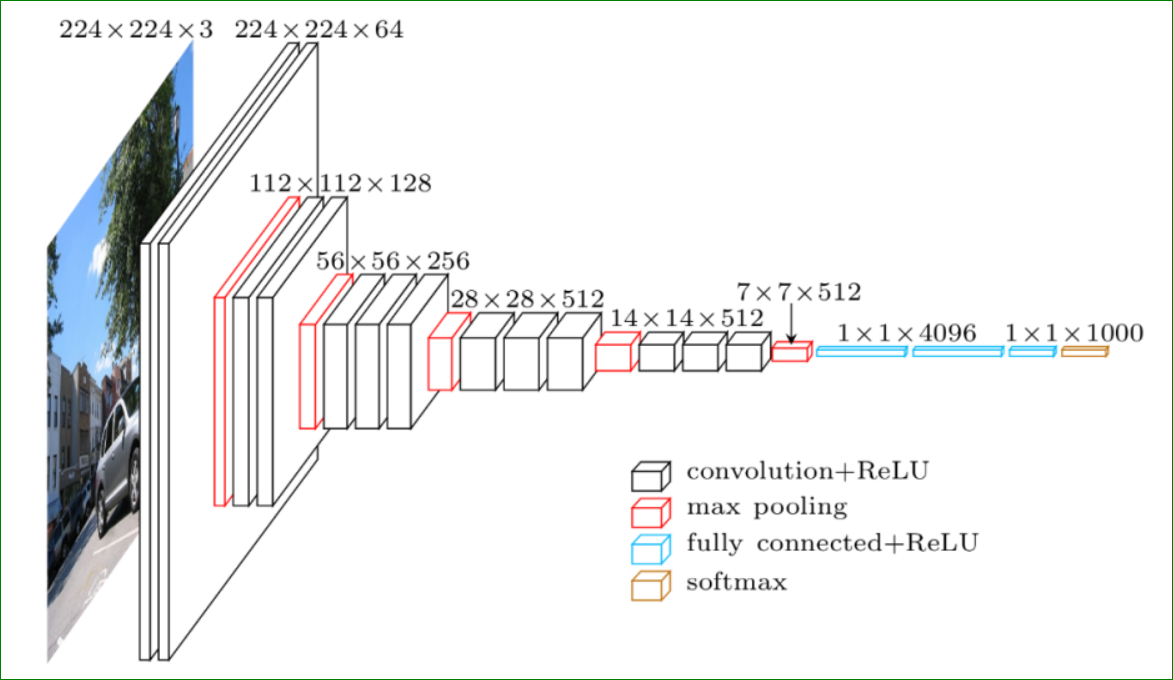 224×224×3
224×224×64
112×112×128
56×56×256
28×28×512
14×14×512
7×7×512
1×1×4096
1×1×1000
convolution+ReLU
max pooling
fully connected+ReLU
softmax